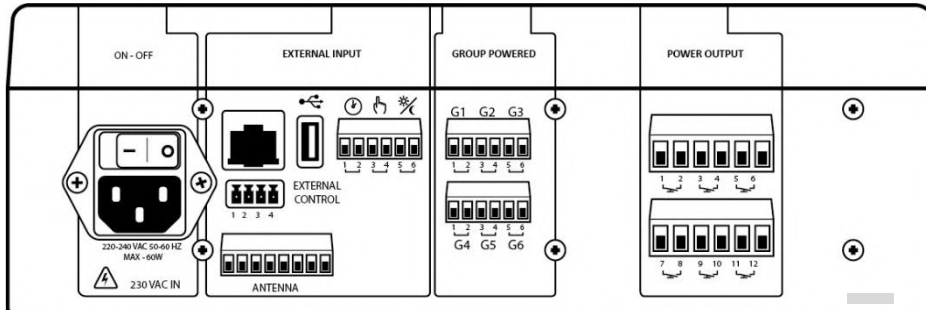 ON - OFF
EXTERNAL INPUT
GROUP POWERED
POWER OUTPUT
G1 G2 G3
1 2 3 4 5 6
1 2 3 4 5 6
1 2 3 4 5 6
EXTERNAL
CONTROL
1 2 3 4
1 2 3 4 5 6
G4 G5 G6
220-240 VAC 50-60 HZ
MAX - 60W
230 VAC IN
ANTENNA
7 8 9 10 11 12